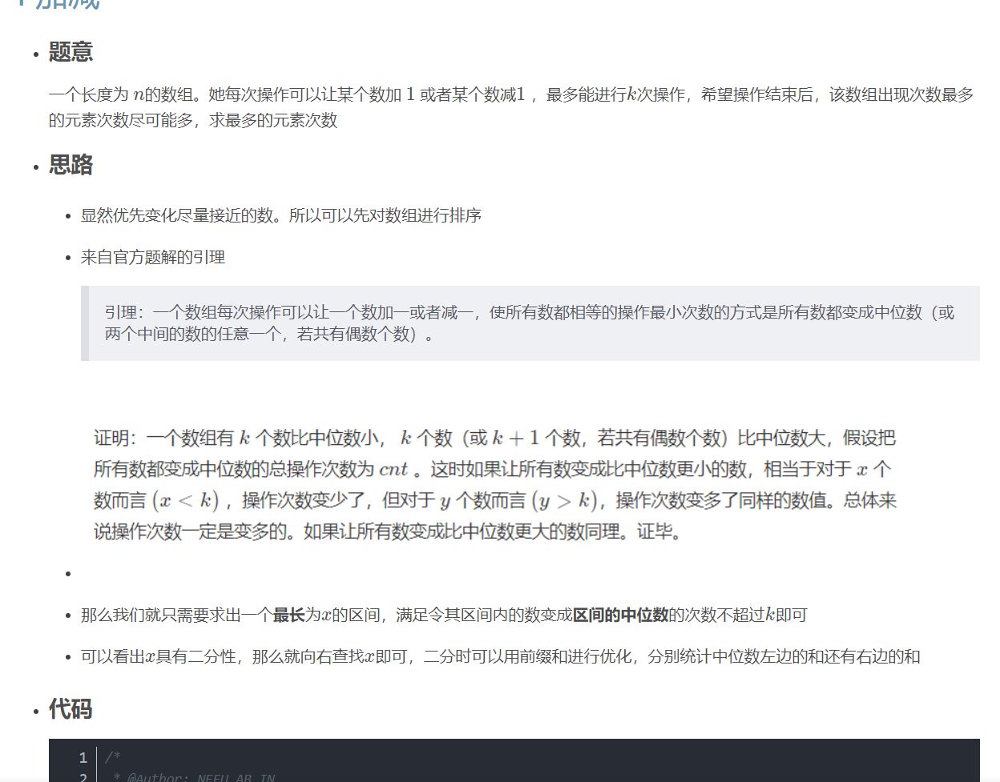 加减
题意
一个长度为 n的数组。她每次操作可以让某个数加 1 或者某个数减1 ，最多能进行k次操作，希望操作结束后，该数组出现次数最多
的元素次数尽可能多，求最多的元素次数
思路
显然优先变化尽量接近的数。所以可以先对数组进行排序
来自官方题解的引理
引理：一个数组每次操作可以让一个数加一或者减一，使所有数都相等的操作最小次数的方式是所有数都变成中位数（或
两个中间的数的任意一个，若共有偶数个数）。
证明：一个数组有 k 个数比中位数小， k 个数（或 k + 1 个数，若共有偶数个数）比中位数大，假设把
所有数都变成中位数的总操作次数为 cnt 。这时如果让所有数变成比中位数更小的数，相当于对于 x 个
数而言 (x < k) ，操作次数变少了，但对于 y 个数而言 (y > k)，操作次数变多了同样的数值。总体来
说操作次数一定是变多的。如果让所有数变成比中位数更大的数同理。证毕。
那么我们就只需要求出一个最长为x的区间，满足令其区间内的数变成区间的中位数的次数不超过k即可
可以看出x具有二分性，那么就向右查找x即可，二分时可以用前缀和进行优化，分别统计中位数左边的和还有右边的和
代码
1 /*
2 * @Author: NEFU AB_IN